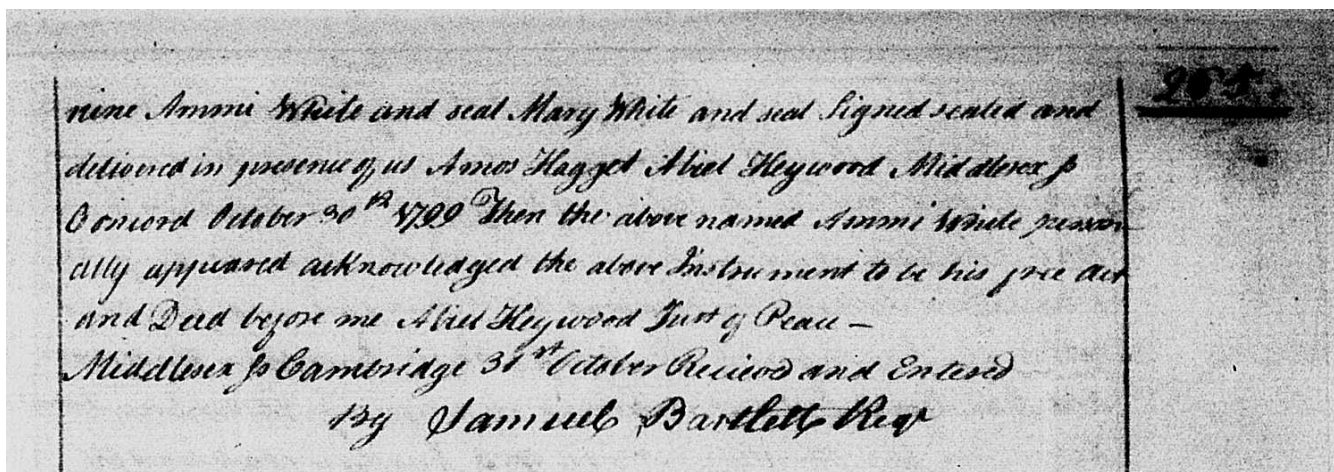 265.
nine Ammi White and seal Mary White and seal Signed sealed and
delivered in presence of us Amos Hagget Abiel Heywood Middlesex ss
Concord October 30th 1799 Then the above named Ammi White person
ally appeared acknowledged the above Instrument to be his free Act
and Deed before me Abiel Heywood Just of Peace —
Middlesex ss Cambridge 31st October Recieod and Entered
By Samuel Bartlett Regr